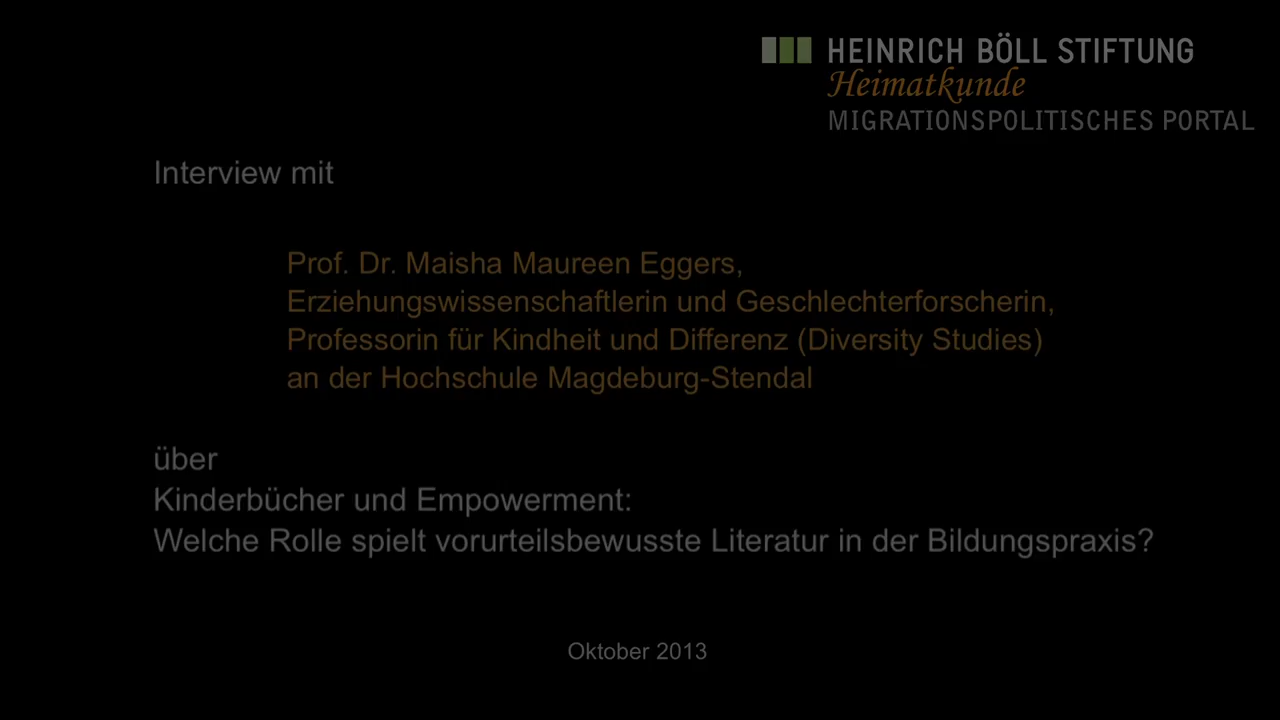 HEINRICH BÖLL STIFTUNG
Heimatkunde
MIGRATIONSPOLITISCHES PORTAL
Interview mit
Prof. Dr. Maisha Maureen Eggers,
Erziehungswissenschaftlerin und Geschlechterforscherin,
Professorin für Kindheit und Differenz (Diversity Studies)
an der Hochschule Magdeburg-Stendal
über
Kinderbücher und Empowerment:
Welche Rolle spielt vorurteilsbewusste Literatur in der Bildungspraxis?
Oktober 2013